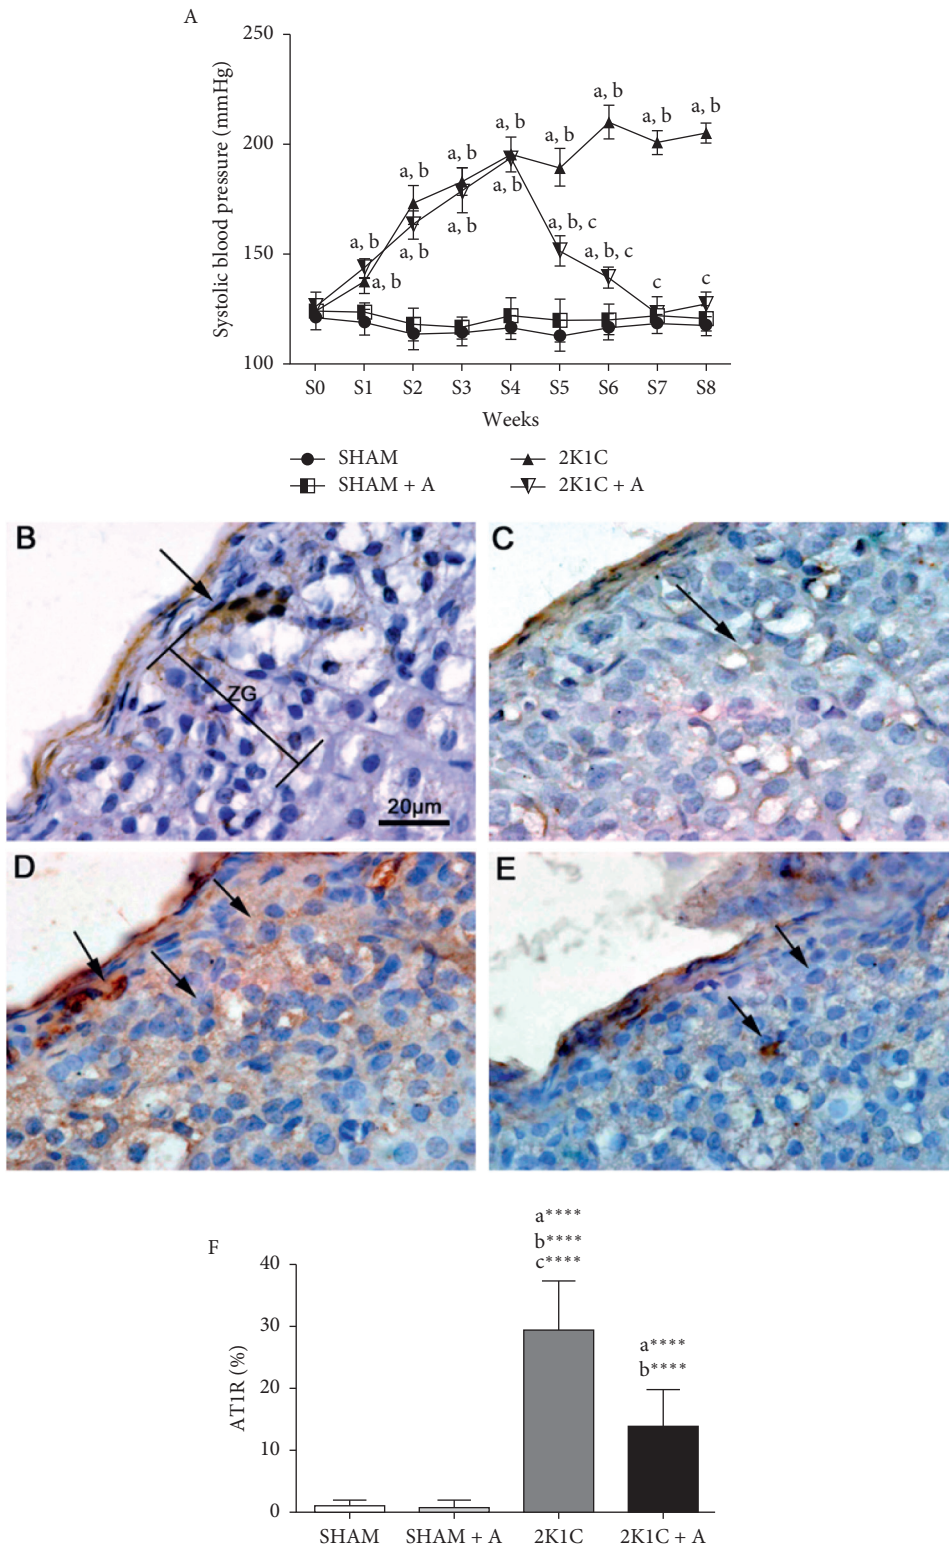 A
250
200
150
100
Systolic blood pressure (mmHg)
a, b
a, b
a, b
a, b
a, b
a, b
a, b
a, b
a, b
a, b
a, b
a, b
a, b
a, b, c
a, b, c
c
c
S0 S1 S2 S3 S4 S5 S6 S7 S8
Weeks
SHAM 2K1C
SHAM + A 2K1C + A
B
ZG
20μm
C
D
E
F
a****
b****
c****
a****
b****
40
30
20
10
0
AT1R (%)
SHAM SHAM + A 2K1C 2K1C + A